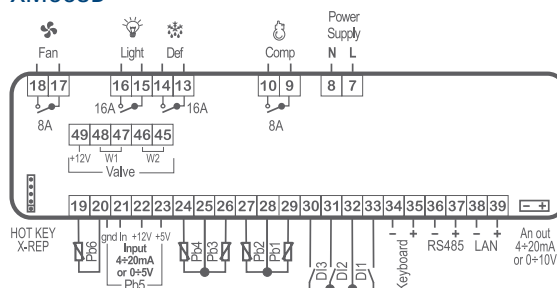 Power
Supply
Fan Light Def Comp N L
18 17 16 15 14 13 10 9 8 7
8A 16A 16A 8A
49 48 47 46 45
+12V W1 W2
Valve
19 20 21 22 23 24 25 26 27 28 29 30 31 32 33 34 35 36 37 38 39
HOT KEY
X-REP
Pb6
gnd In +12V +5V
Input
4÷20mA
or 0÷5V
Pb5
Pb4 Pb3 Pb2 Pb1
DI3 DI2 DI1
- + - + - +
Keyboard RS485 LAN
- +
An out
4÷20mA
or 0÷10V